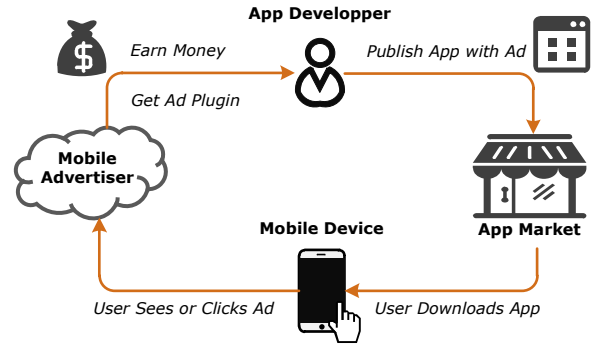 App Developper
Earn Money
Publish App with Ad
$
Get Ad Plugin
Mobile
Advertiser
App Market
Mobile Device
User Sees or Clicks Ad
User Downloads App